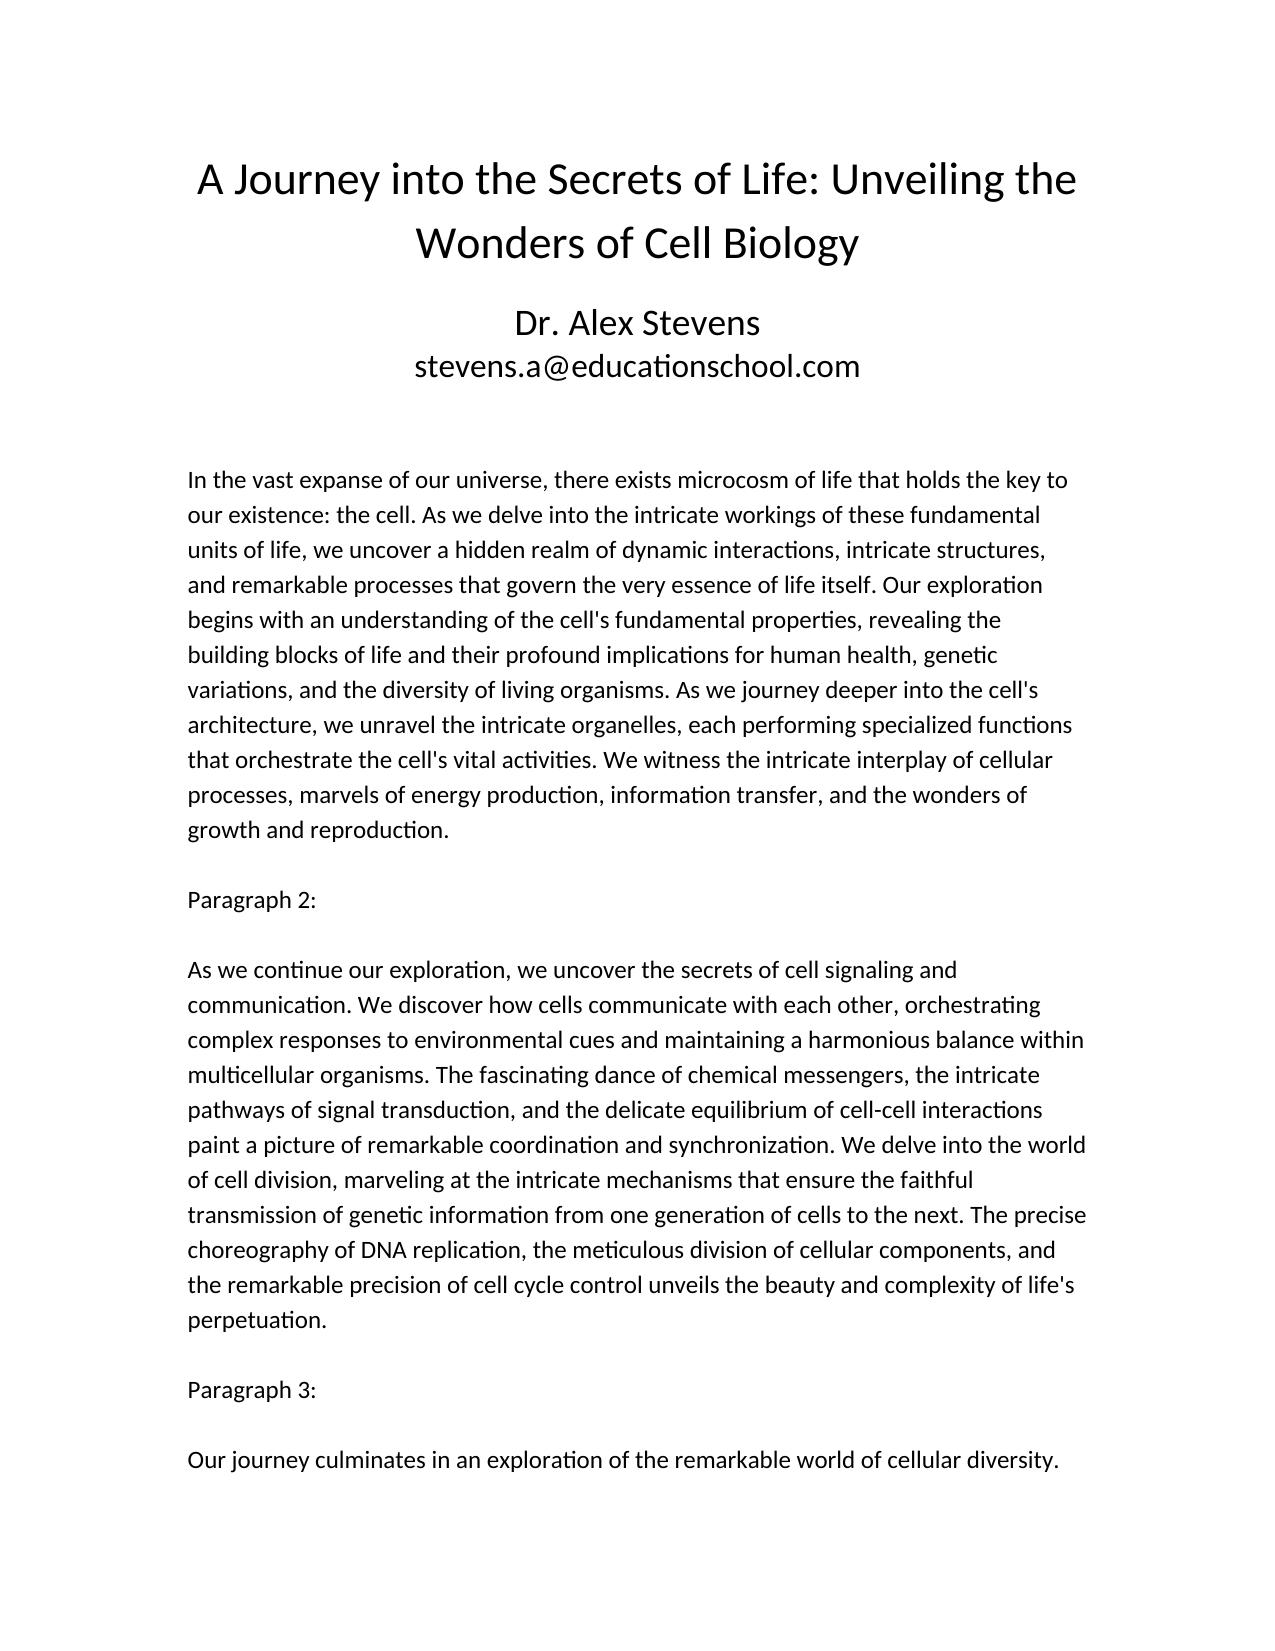 A Journey into the Secrets of Life: Unveiling the
Wonders of Cell Biology
Dr. Alex Stevens
stevens.a@educationschool.com
In the vast expanse of our universe, there exists microcosm of life that holds the key to
our existence: the cell. As we delve into the intricate workings of these fundamental
units of life, we uncover a hidden realm of dynamic interactions, intricate structures,
and remarkable processes that govern the very essence of life itself. Our exploration
begins with an understanding of the cell's fundamental properties, revealing the
building blocks of life and their profound implications for human health, genetic
variations, and the diversity of living organisms. As we journey deeper into the cell's
architecture, we unravel the intricate organelles, each performing specialized functions
that orchestrate the cell's vital activities. We witness the intricate interplay of cellular
processes, marvels of energy production, information transfer, and the wonders of
growth and reproduction.
Paragraph 2:
As we continue our exploration, we uncover the secrets of cell signaling and
communication. We discover how cells communicate with each other, orchestrating
complex responses to environmental cues and maintaining a harmonious balance within
multicellular organisms. The fascinating dance of chemical messengers, the intricate
pathways of signal transduction, and the delicate equilibrium of cell-cell interactions
paint a picture of remarkable coordination and synchronization. We delve into the world
of cell division, marveling at the intricate mechanisms that ensure the faithful
transmission of genetic information from one generation of cells to the next. The precise
choreography of DNA replication, the meticulous division of cellular components, and
the remarkable precision of cell cycle control unveils the beauty and complexity of life's
perpetuation.
Paragraph 3:
Our journey culminates in an exploration of the remarkable world of cellular diversity.